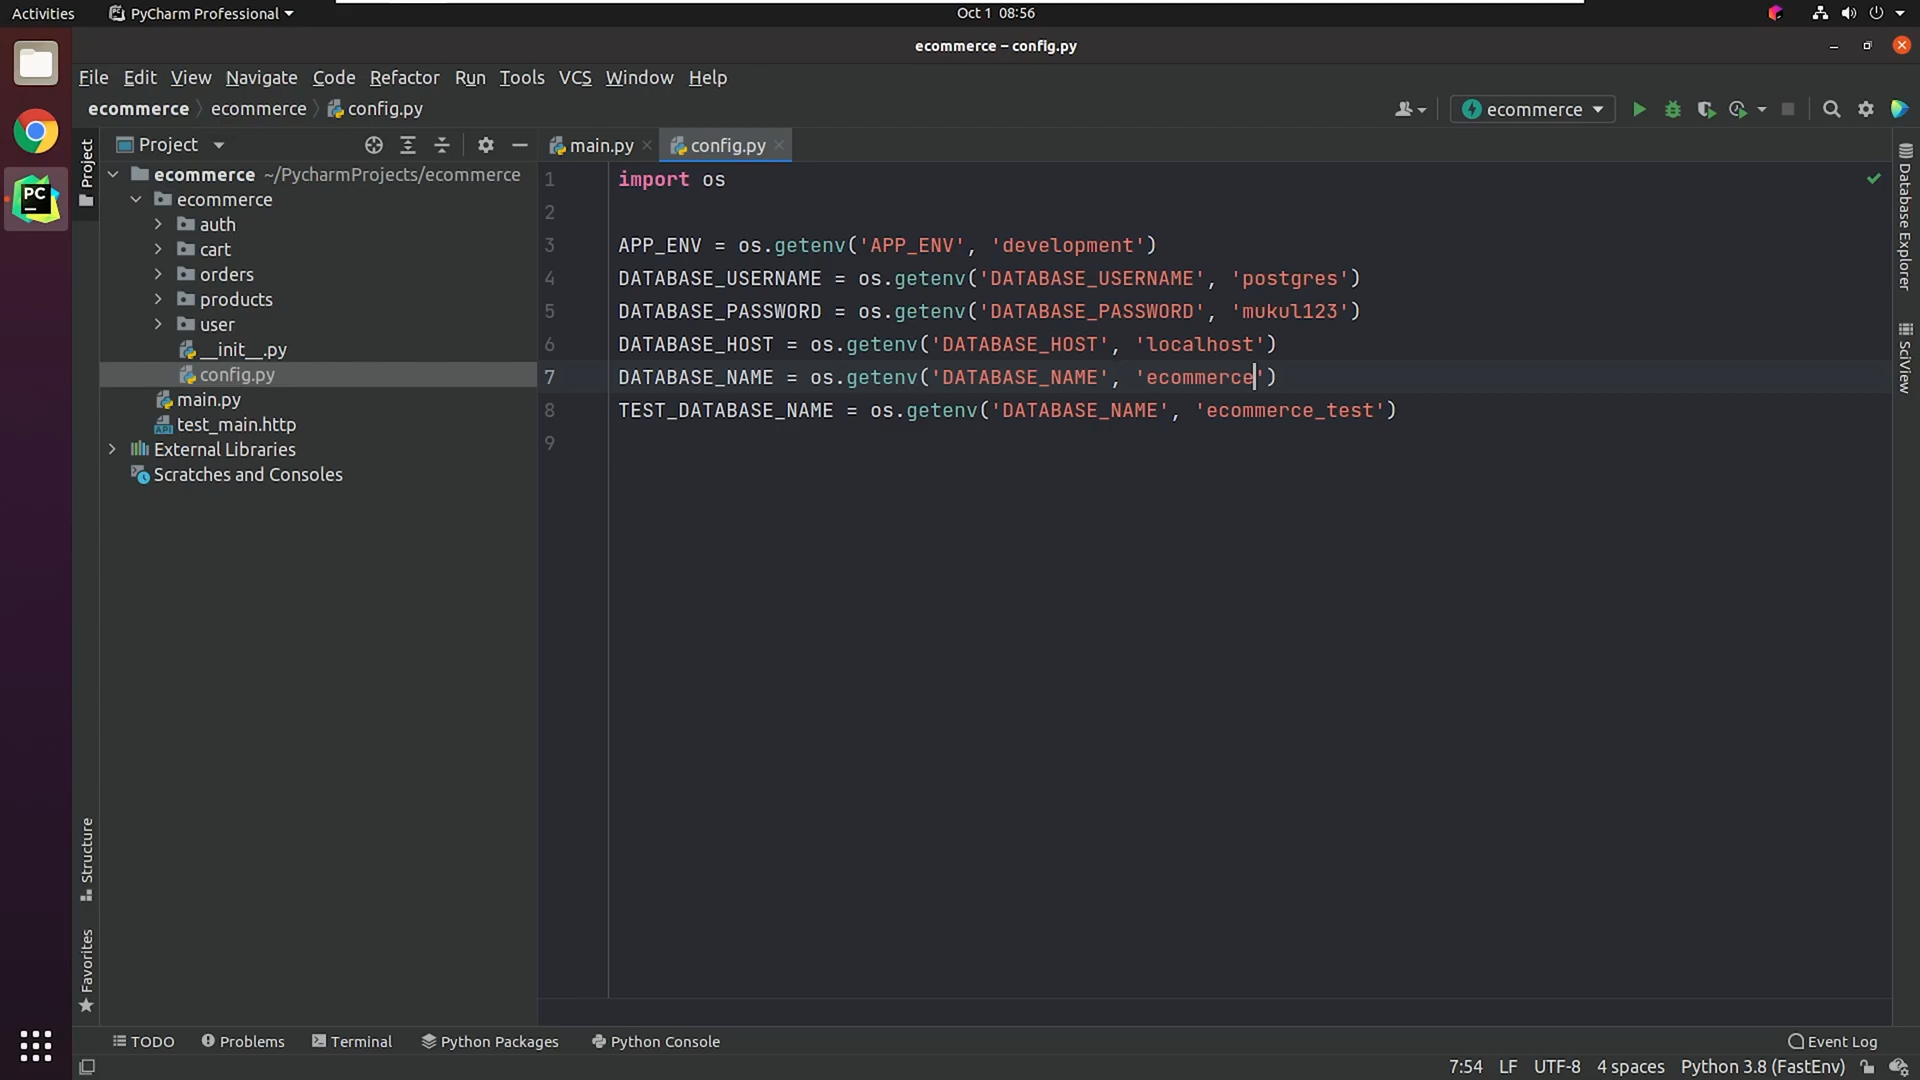 Activities PyCharm Professional Oct 1 08:56
ecommerce – config.py
File Edit View Navigate Code Refactor Run Tools VCS Window Help
ecommerce ecommerce config.py ecommerce
Project
Project
main.py config.py
ecommerce ~/PycharmProjects/ecommerce
ecommerce
auth
cart
orders
products
user
__init__.py
config.py
main.py
test_main.http
External Libraries
Scratches and Consoles
1 import os
2
3 APP_ENV = os.getenv('APP_ENV', 'development')
4 DATABASE_USERNAME = os.getenv('DATABASE_USERNAME', 'postgres')
5 DATABASE_PASSWORD = os.getenv('DATABASE_PASSWORD', 'mukul123')
6 DATABASE_HOST = os.getenv('DATABASE_HOST', 'localhost')
7 DATABASE_NAME = os.getenv('DATABASE_NAME', 'ecommerce')
8 TEST_DATABASE_NAME = os.getenv('DATABASE_NAME', 'ecommerce_test')
9
Database Explorer
SciView
Structure
Favorites
PC
TODO Problems Terminal Python Packages Python Console Event Log
7:54 LF UTF-8 4 spaces Python 3.8 (FastEnv)